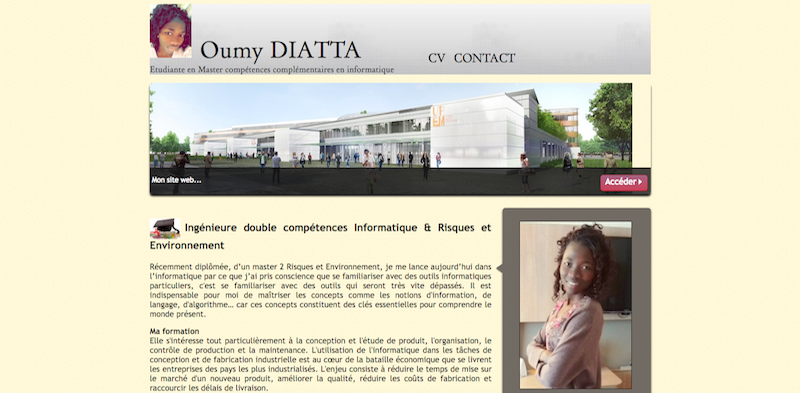 Oumy DIATTA
CV CONTACT
Etudiante en Master compétences complémentaires en informatique
UP
EM
Mon site web...
Accéder
Ingénieure double compétences Informatique & Risques et
Environnement
Récemment diplômée, d'un master 2 Risques et Environnement, je me lance aujourd'hui dans
l'informatique par ce que j'ai pris conscience que se familiariser avec des outils informatiques
particuliers, c'est se familiariser avec des outils qui seront très vite dépassés. Il est
indispensable pour moi de maîtriser les concepts comme les notions d'information, de
langage, d'algorithme... car ces concepts constituent des clés essentielles pour comprendre le
monde présent.
Ma formation
Elle s'intéresse tout particulièrement à la conception et l'étude de produit, l'organisation, le
contrôle de production et la maintenance. L'utilisation de l'informatique dans les tâches de
conception et de fabrication industrielle est au cœur de la bataille économique que se livrent
les entreprises des pays les plus industrialisés. L'enjeu consiste à réduire le temps de mise sur
le marché d'un nouveau produit, améliorer la qualité, réduire les coûts de fabrication et
raccourcir les délais de livraison.